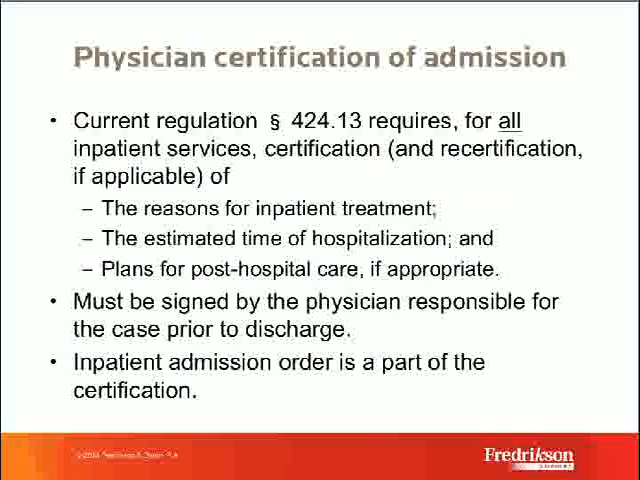 Physician certification of admission
• Current regulation § 424.13 requires, for all
inpatient services, certification (and recertification,
if applicable) of
– The reasons for inpatient treatment;
– The estimated time of hospitalization; and
– Plans for post-hospital care, if appropriate.
• Must be signed by the physician responsible for
the case prior to discharge.
• Inpatient admission order is a part of the
certification.
Fredrikson